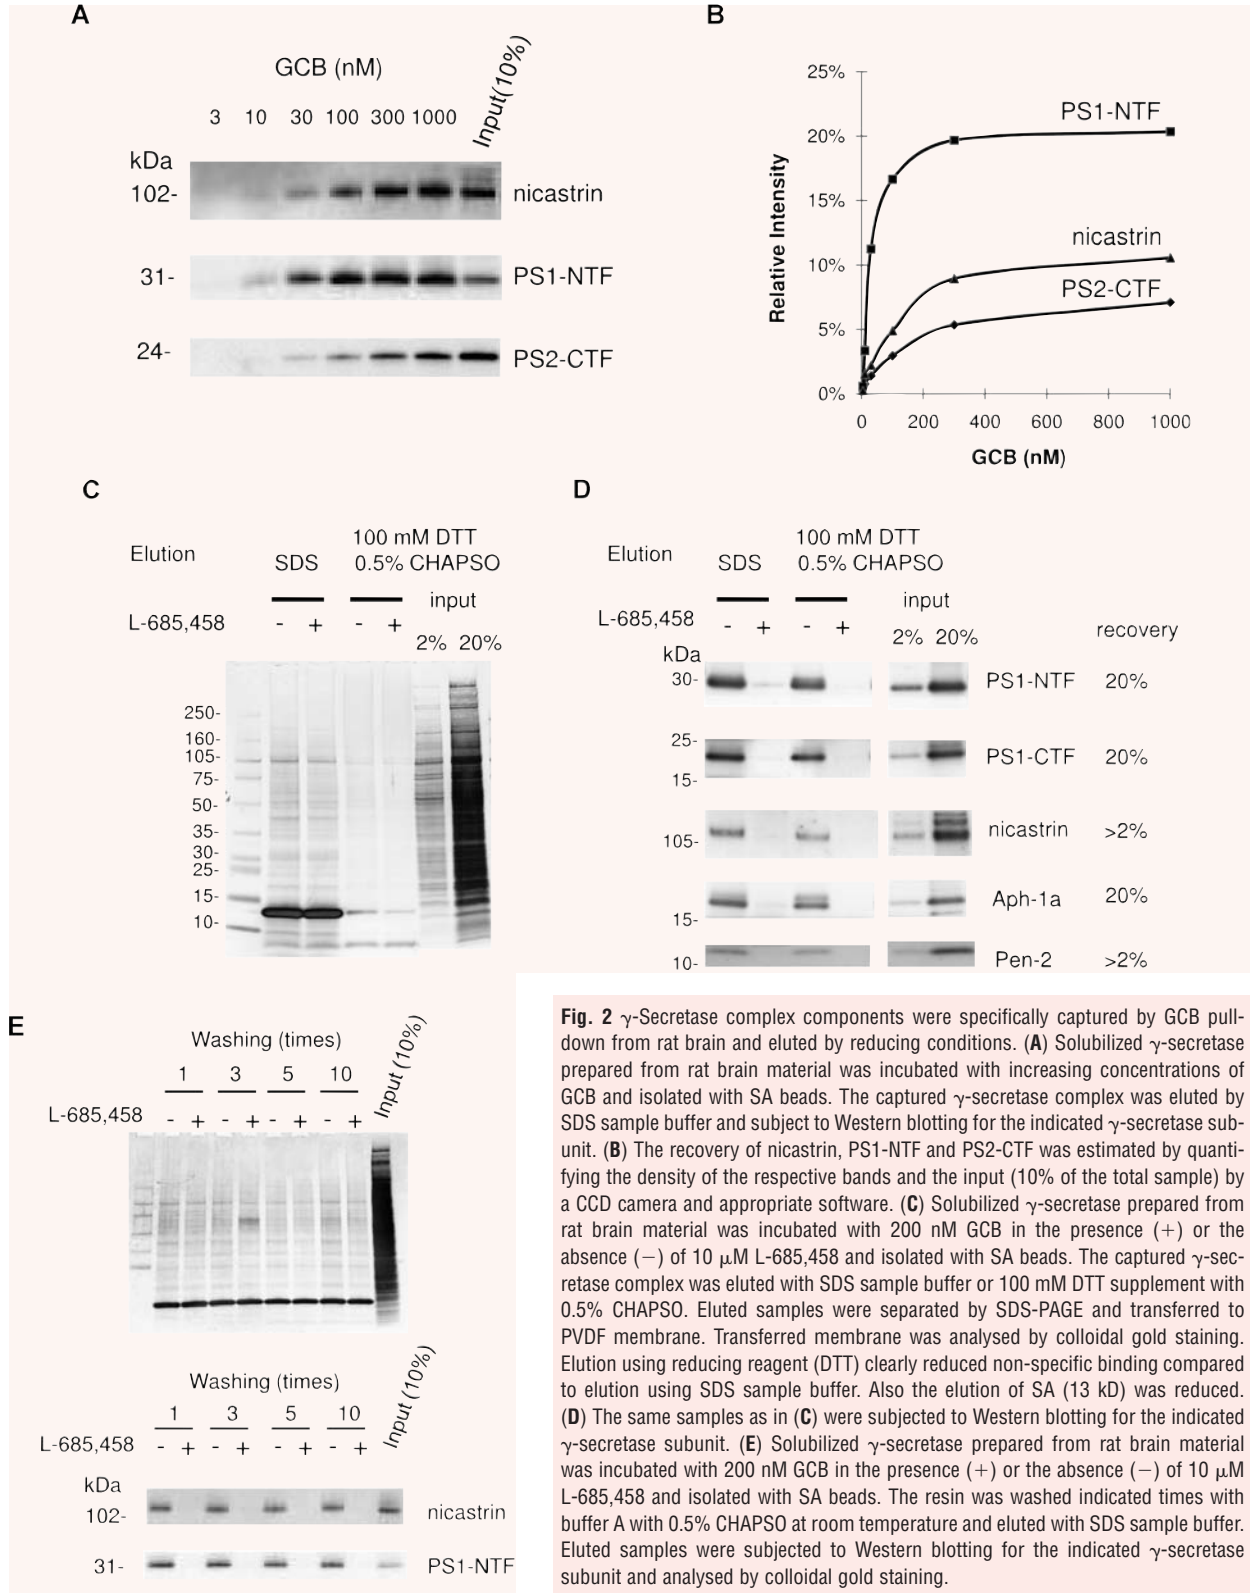 A
GCB (nM)
3 10 30 100 300 1000 Input(10%)
kDa
102- nicastrin
31- PS1-NTF
24- PS2-CTF
B
25%
20%
15%
10%
5%
0%
Relative Intensity
PS1-NTF
nicastrin
PS2-CTF
0 200 400 600 800 1000
GCB (nM)
C
Elution SDS 100 mM DTT
0.5% CHAPSO
input
L-685,458 - + - +
2% 20%
250-
160-
105-
75-
50-
35-
30-
25-
15-
10-
D
Elution SDS 100 mM DTT
0.5% CHAPSO
input
L-685,458 - + - + 2% 20% recovery
kDa
30- PS1-NTF 20%
25-
PS1-CTF 20%
15-
nicastrin >2%
105-
Aph-1a 20%
15-
Pen-2 >2%
10-
E
Washing (times)
1 3 5 10 Input (10%)
L-685,458 - + - + - + - +
Washing (times)
1 3 5 10 Input (10%)
L-685,458 - + - + - + - +
kDa
102- nicastrin
31- PS1-NTF
Fig. 2 γ-Secretase complex components were specifically captured by GCB pull-
down from rat brain and eluted by reducing conditions. (A) Solubilized γ-secretase
prepared from rat brain material was incubated with increasing concentrations of
GCB and isolated with SA beads. The captured γ-secretase complex was eluted by
SDS sample buffer and subject to Western blotting for the indicated γ-secretase sub-
unit. (B) The recovery of nicastrin, PS1-NTF and PS2-CTF was estimated by quanti-
fying the density of the respective bands and the input (10% of the total sample) by
a CCD camera and appropriate software. (C) Solubilized γ-secretase prepared from
rat brain material was incubated with 200 nM GCB in the presence (+) or the
absence (−) of 10 μM L-685,458 and isolated with SA beads. The captured γ-sec-
retase complex was eluted with SDS sample buffer or 100 mM DTT supplement with
0.5% CHAPSO. Eluted samples were separated by SDS-PAGE and transferred to
PVDF membrane. Transferred membrane was analysed by colloidal gold staining.
Elution using reducing reagent (DTT) clearly reduced non-specific binding compared
to elution using SDS sample buffer. Also the elution of SA (13 kD) was reduced.
(D) The same samples as in (C) were subjected to Western blotting for the indicated
γ-secretase subunit. (E) Solubilized γ-secretase prepared from rat brain material
was incubated with 200 nM GCB in the presence (+) or the absence (−) of 10 μM
L-685,458 and isolated with SA beads. The resin was washed indicated times with
buffer A with 0.5% CHAPSO at room temperature and eluted with SDS sample buffer.
Eluted samples were subjected to Western blotting for the indicated γ-secretase
subunit and analysed by colloidal gold staining.